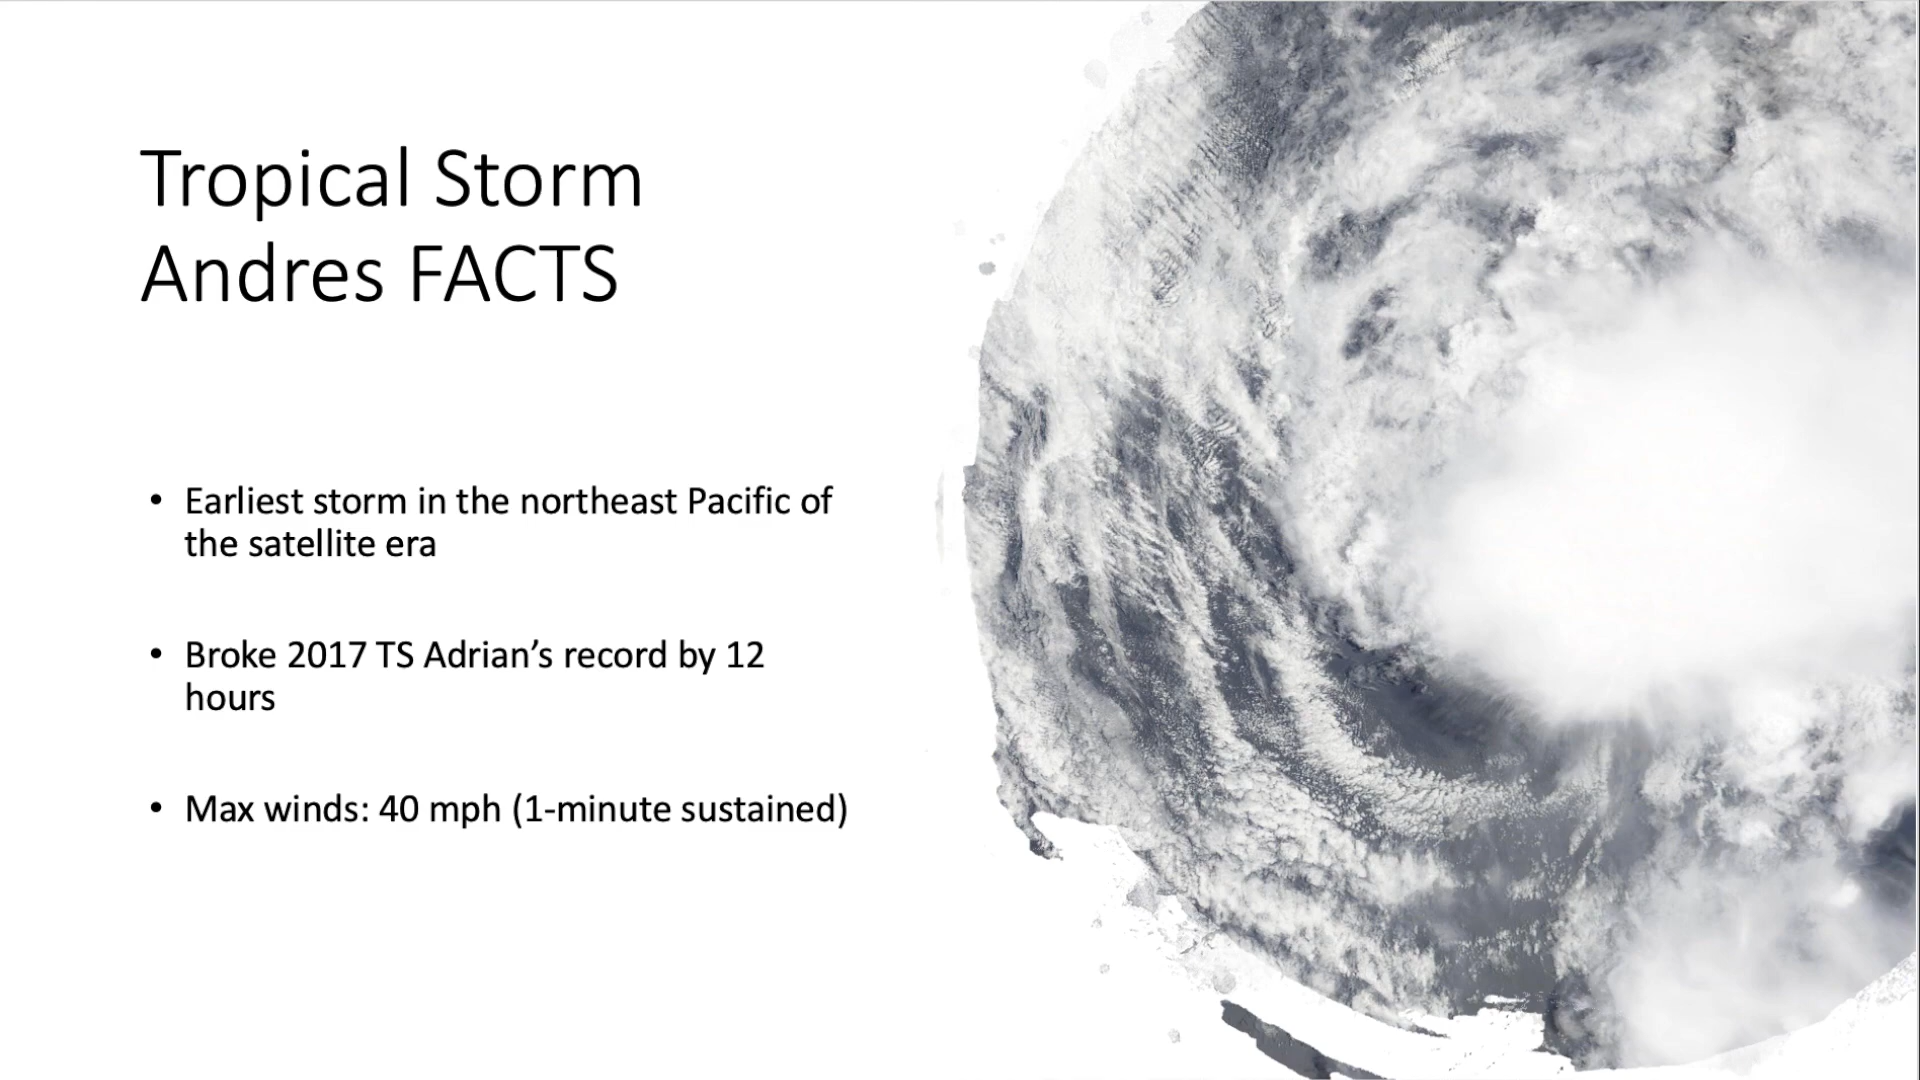 Tropical Storm
Andres FACTS
• Earliest storm in the northeast Pacific of
the satellite era
• Broke 2017 TS Adrian’s record by 12
hours
• Max winds: 40 mph (1-minute sustained)